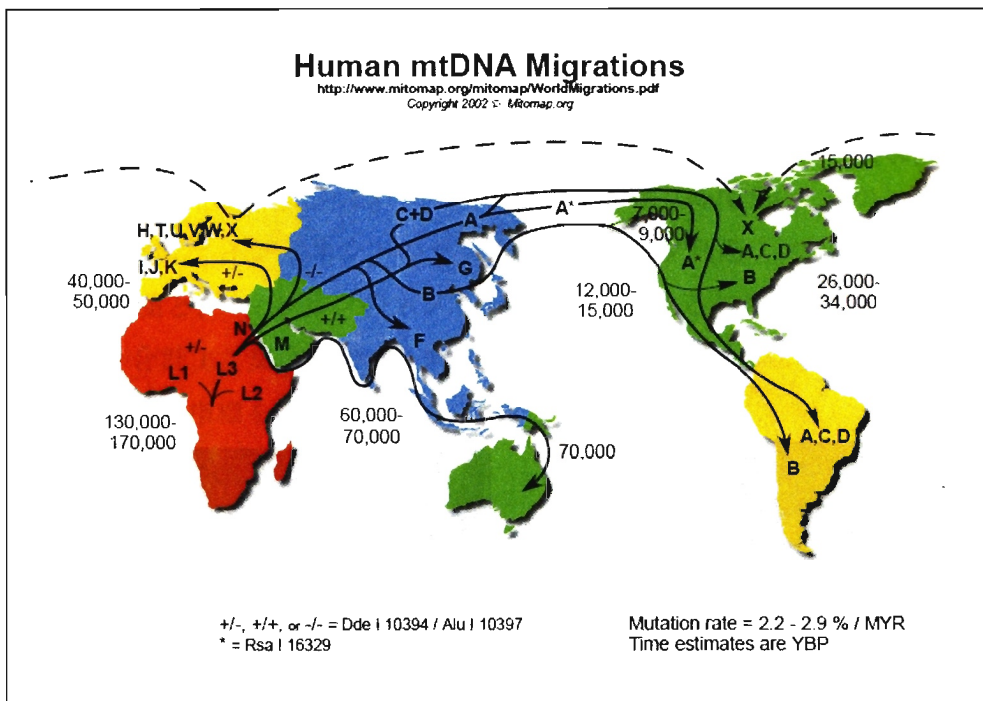 Human mtDNA Migrations
http://www.mitomap.org/mitomap/WorldMigrations.pdf
Copyright 2002 © Mitomap.org
15,000
H,T,U,V,W,X
I,J,K
+/-
-/-
40,000-
50,000
C+D
A
A*
G
B
F
7,000-
9,000
X
A,C,D
A*
B
12,000-
15,000
26,000-
34,000
N
M
+/+
+/-
L1
L3
L2
130,000-
170,000
60,000-
70,000
70,000
A,C,D
B
+/-, +/+, or -/- = Dde I 10394 / Alu I 10397
* = Rsa I 16329
Mutation rate = 2.2 - 2.9 % / MYR
Time estimates are YBP